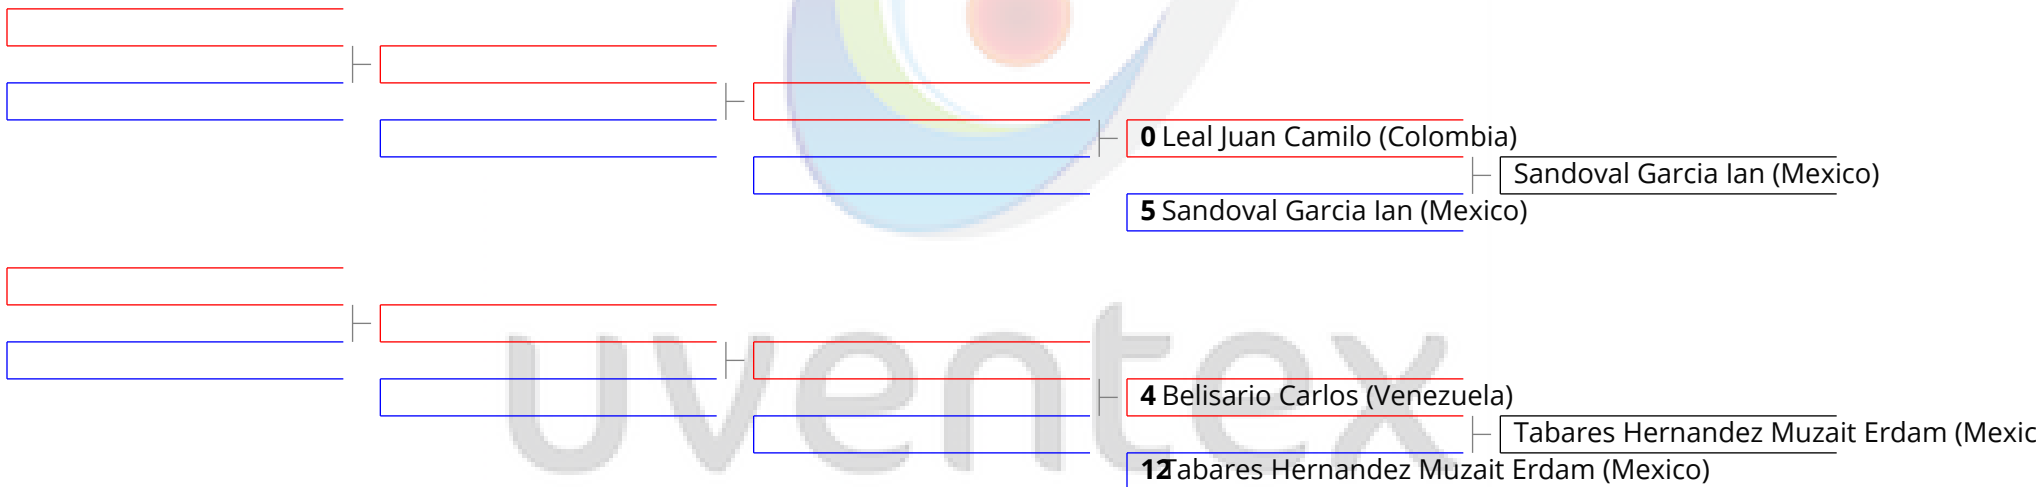 0 Leal Juan Camilo (Colombia)
Sandoval Garcia Ian (Mexico)
5 Sandoval Garcia Ian (Mexico)
uventex
4 Belisario Carlos (Venezuela)
Tabares Hernandez Muzait Erdam (Mexic
12 Tabares Hernandez Muzait Erdam (Mexico)